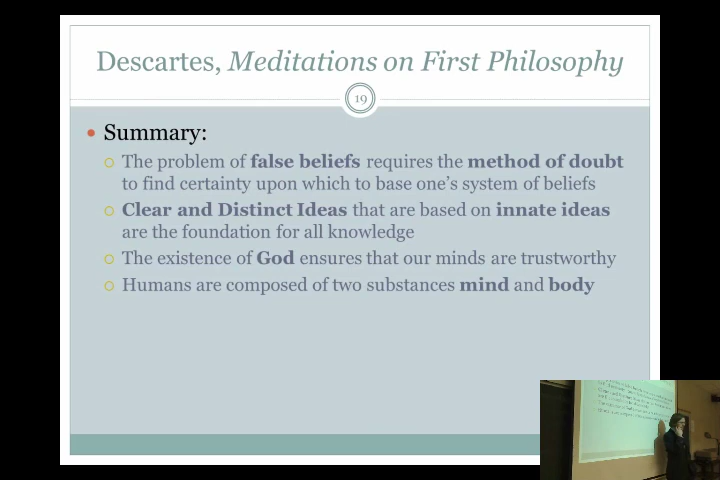 Descartes, Meditations on First Philosophy
19
Summary:
The problem of false beliefs requires the method of doubt
to find certainty upon which to base one's system of beliefs
Clear and Distinct Ideas that are based on innate ideas
are the foundation for all knowledge
The existence of God ensures that our minds are trustworthy
Humans are composed of two substances mind and body